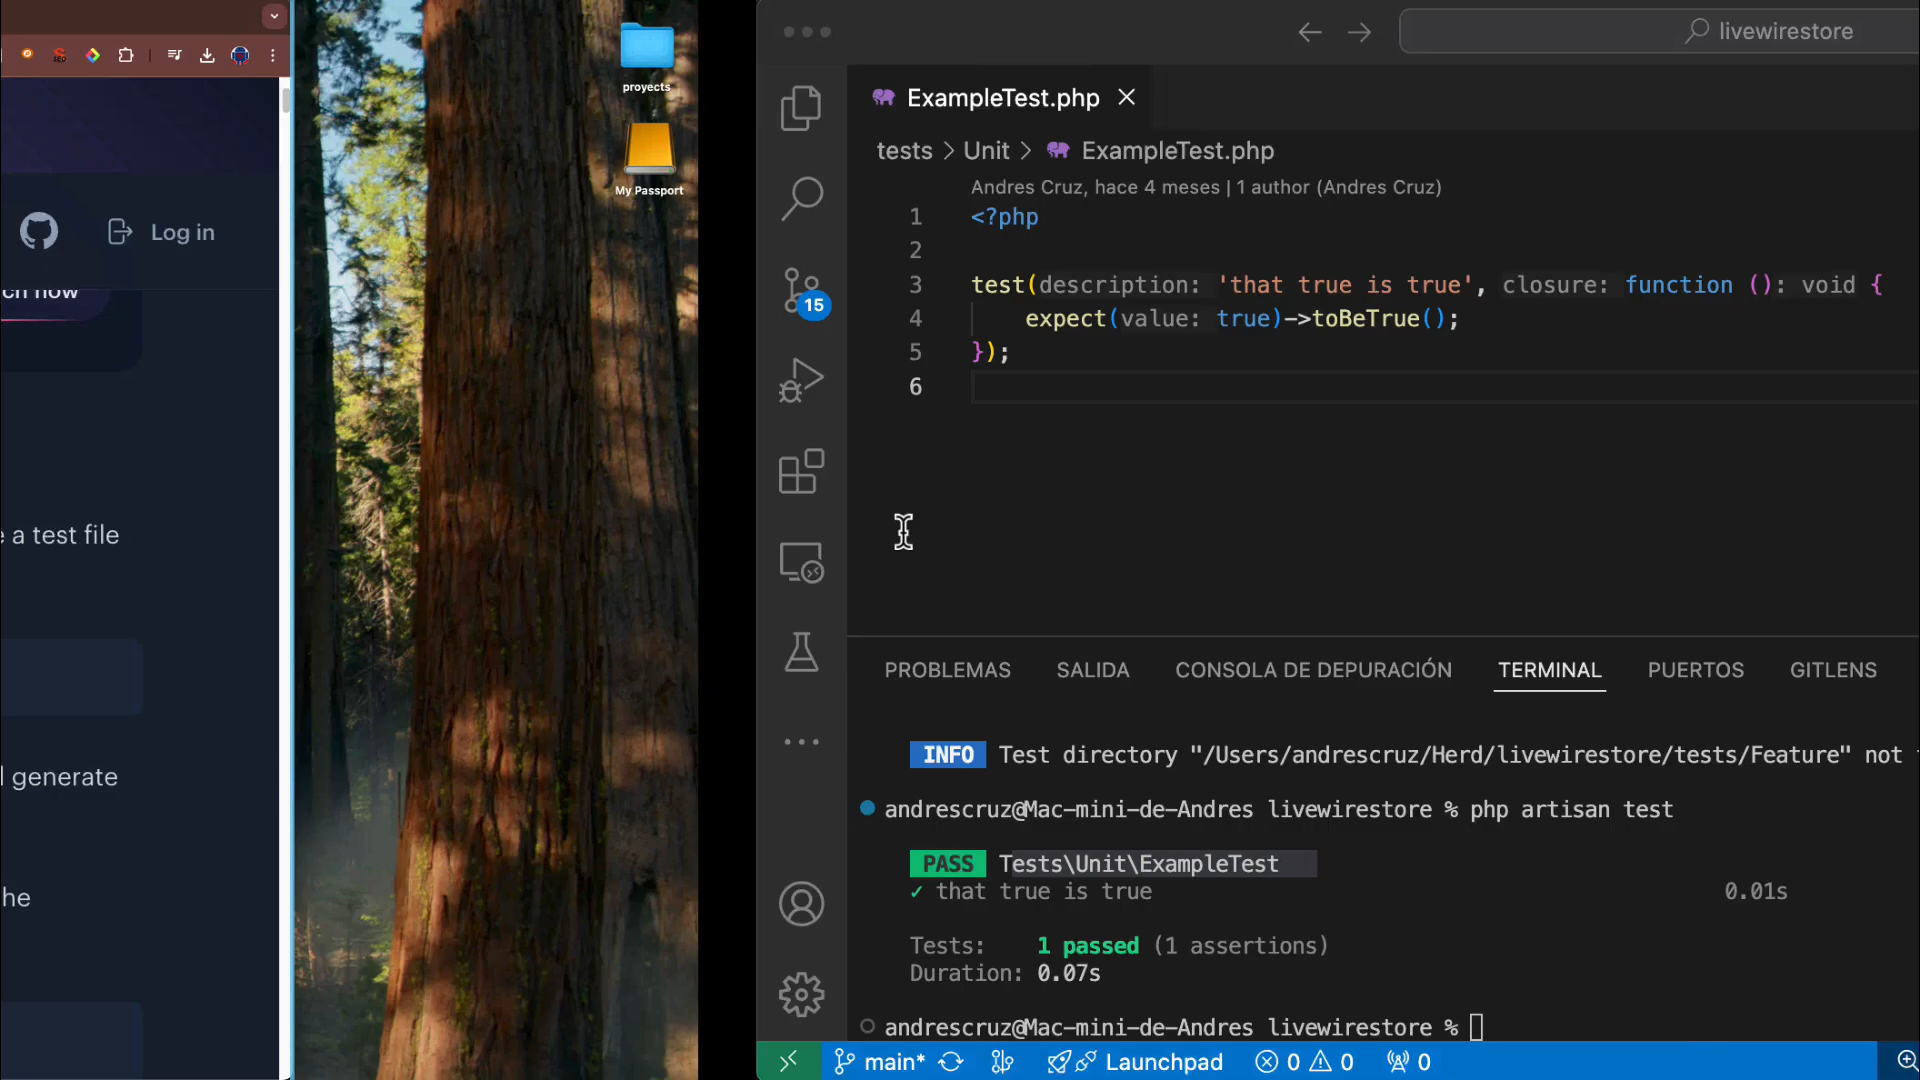 proyects
My Passport
Log in
ch now
e a test file
generate
he
livewirestore
ExampleTest.php
tests > Unit > ExampleTest.php
Andres Cruz, hace 4 meses | 1 author (Andres Cruz)
1 <?php
2
3 test(description: 'that true is true', closure: function (): void {
4 expect(value: true)->toBeTrue();
5 });
6
15
PROBLEMAS SALIDA CONSOLA DE DEPURACIÓN TERMINAL PUERTOS GITLENS
INFO Test directory "/Users/andrescruz/Herd/livewirestore/tests/Feature" not
andrescruz@Mac-mini-de-Andres livewirestore % php artisan test
PASS Tests\Unit\ExampleTest
✓ that true is true 0.01s
Tests: 1 passed (1 assertions)
Duration: 0.07s
andrescruz@Mac-mini-de-Andres livewirestore %
main* Launchpad 0 0 0